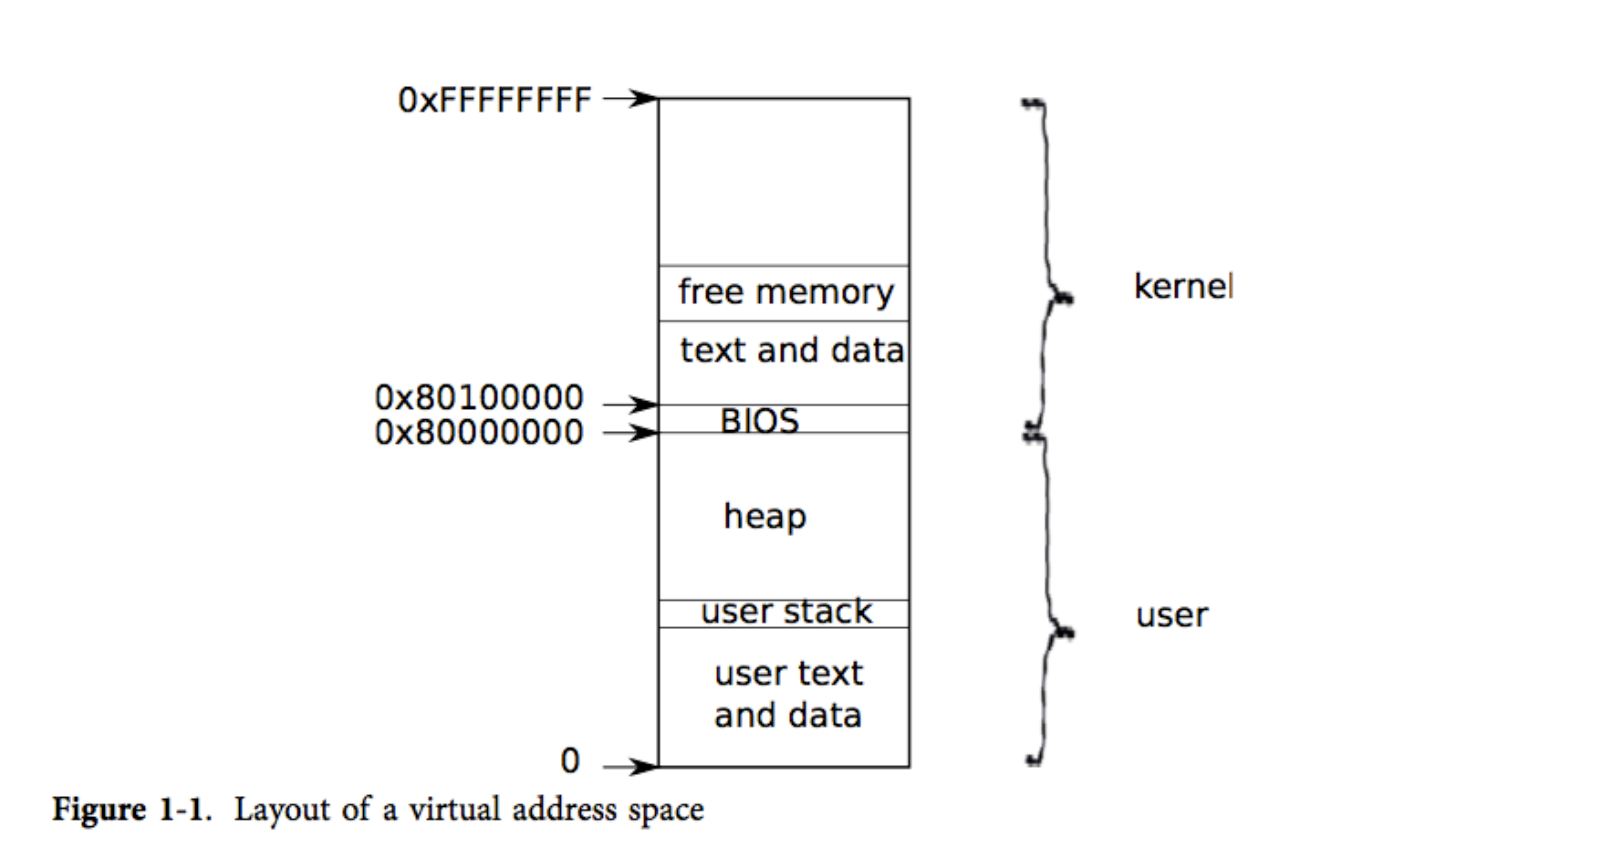 0xFFFFFFFF
free memory
kernel
text and data
0x80100000
BIOS
0x80000000
heap
user stack
user
user text
and data
0
Figure 1-1. Layout of a virtual address space